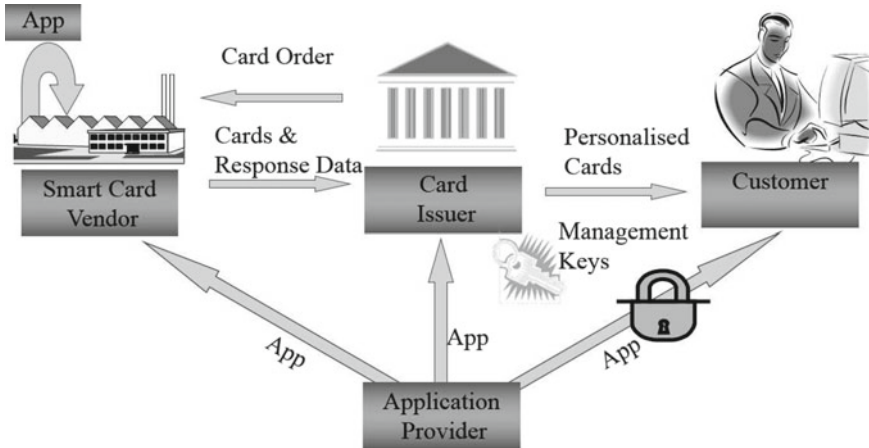 App
Card Order
Cards &
Response Data
Personalised
Cards
Smart Card
Vendor
Card
Issuer
Customer
Management
Keys
App
App
App
Application
Provider